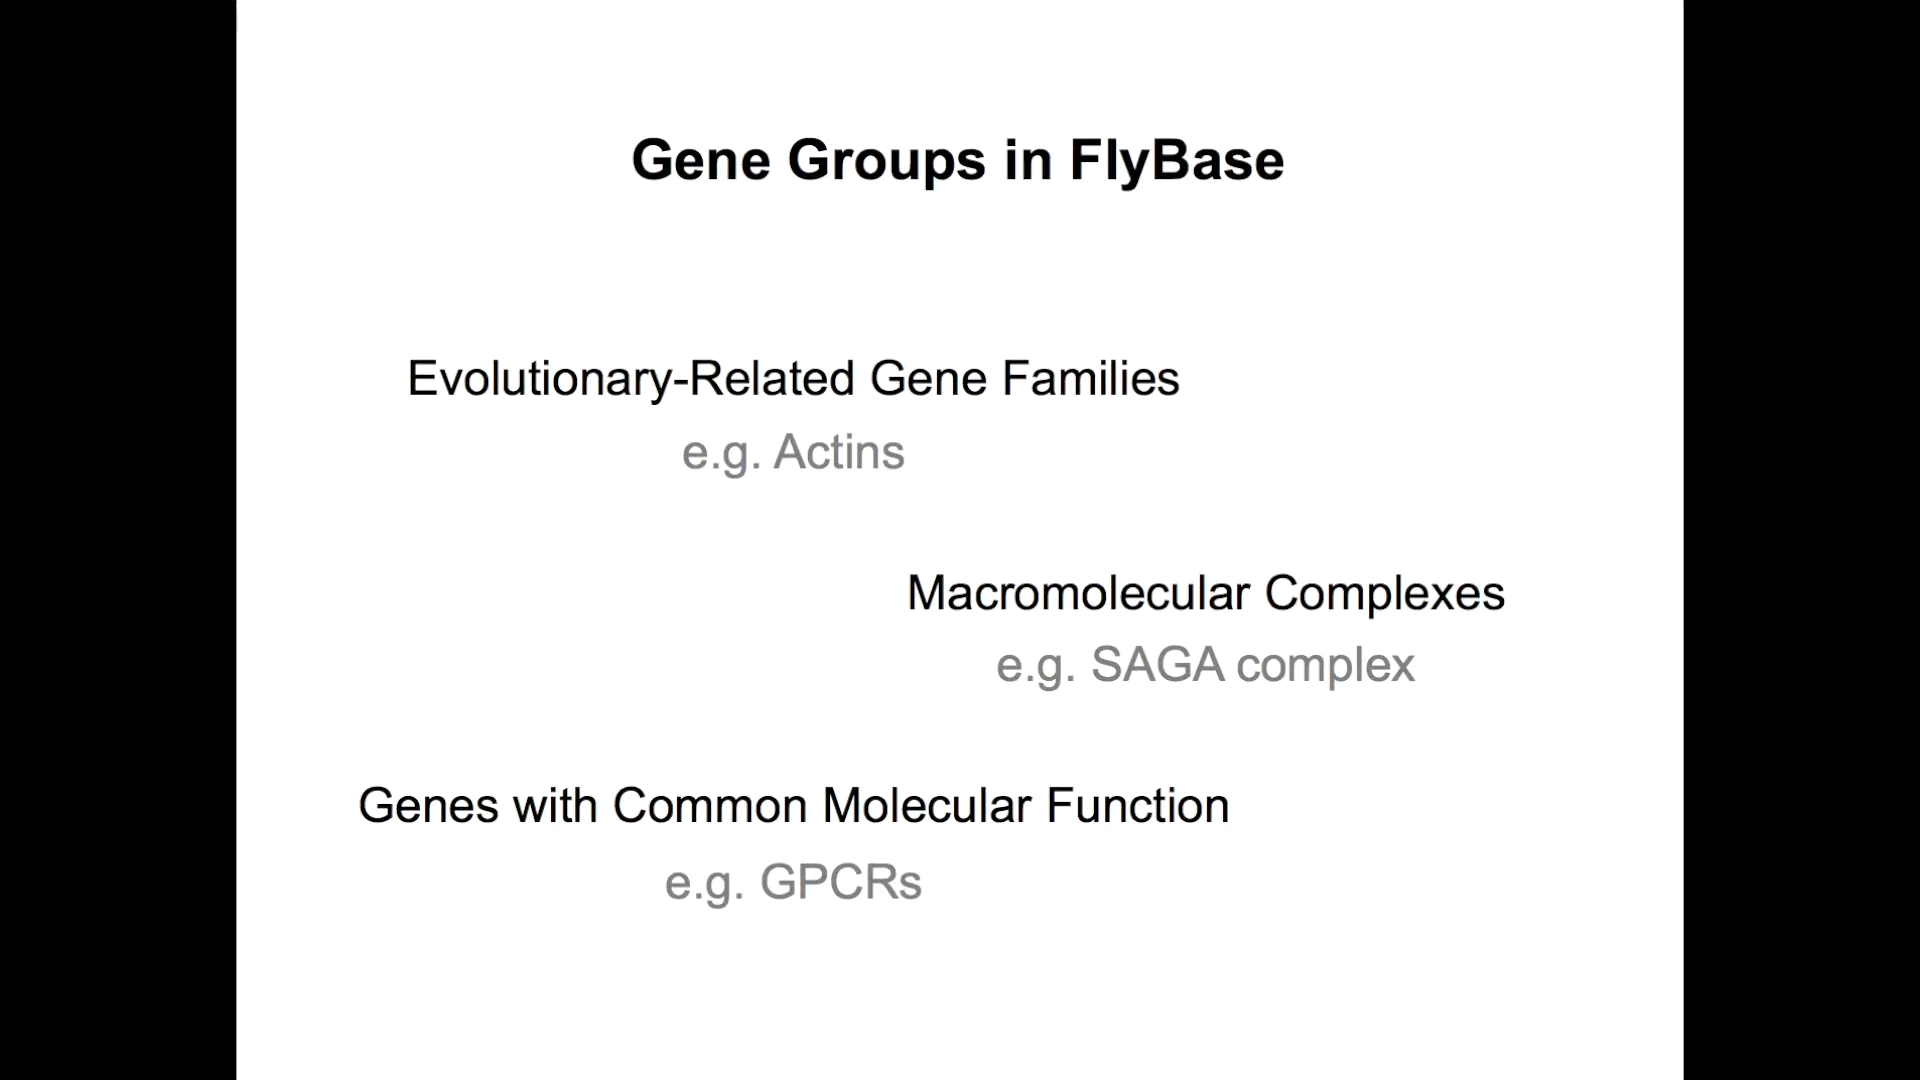 Gene Groups in FlyBase
Evolutionary-Related Gene Families
e.g. Actins
Macromolecular Complexes
e.g. SAGA complex
Genes with Common Molecular Function
e.g. GPCRs